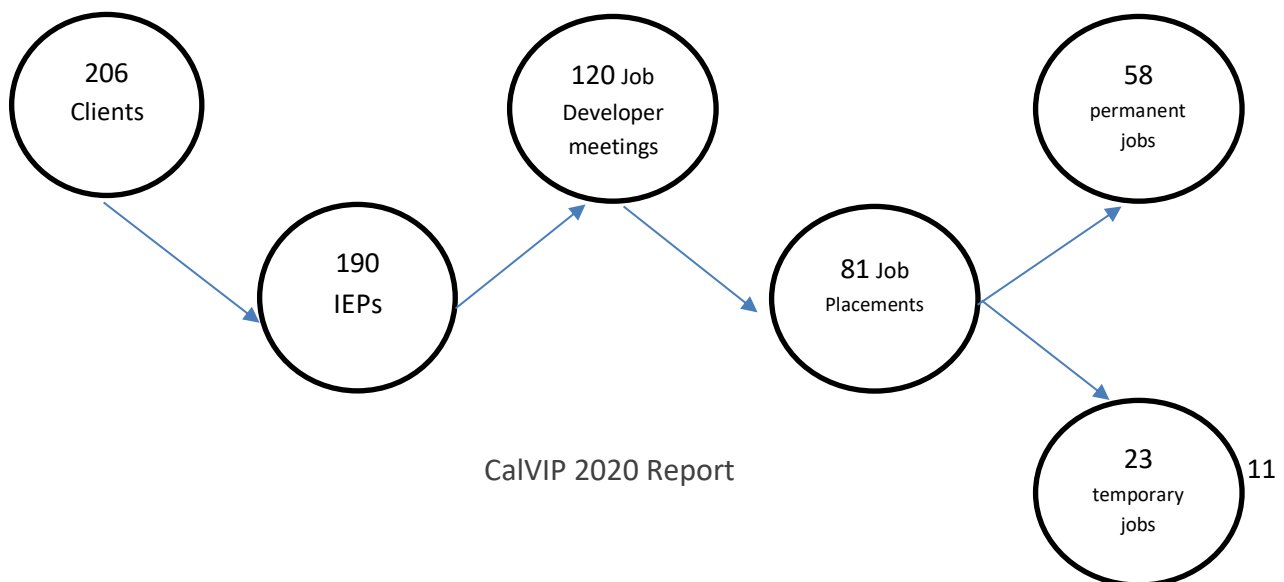 206
Clients
190
IEPs
120 Job
Developer
meetings
81 Job
Placements
58
permanent
jobs
23
temporary
jobs
CalVIP 2020 Report
11